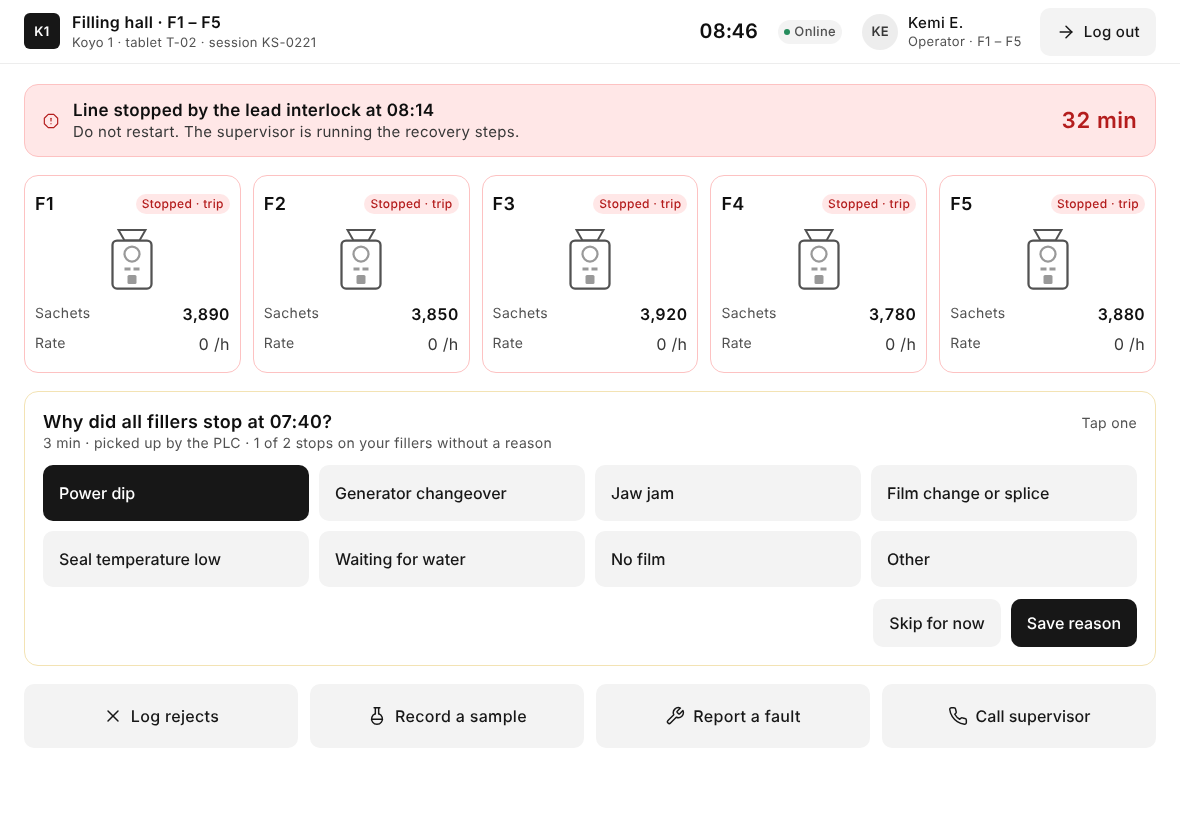 K1
Filling hall · F1 – F5
Koyo 1 · tablet T-02 · session KS-0221
08:46
Online
KE
Kemi E.
Operator · F1 – F5
Log out
Line stopped by the lead interlock at 08:14
Do not restart. The supervisor is running the recovery steps.
32 min
F1
Stopped · trip
Sachets 3,890
Rate 0 /h
F2
Stopped · trip
Sachets 3,850
Rate 0 /h
F3
Stopped · trip
Sachets 3,920
Rate 0 /h
F4
Stopped · trip
Sachets 3,780
Rate 0 /h
F5
Stopped · trip
Sachets 3,880
Rate 0 /h
Why did all fillers stop at 07:40?
3 min · picked up by the PLC · 1 of 2 stops on your fillers without a reason
Tap one
Power dip
Generator changeover
Jaw jam
Film change or splice
Seal temperature low
Waiting for water
No film
Other
Skip for now
Save reason
Log rejects
Record a sample
Report a fault
Call supervisor